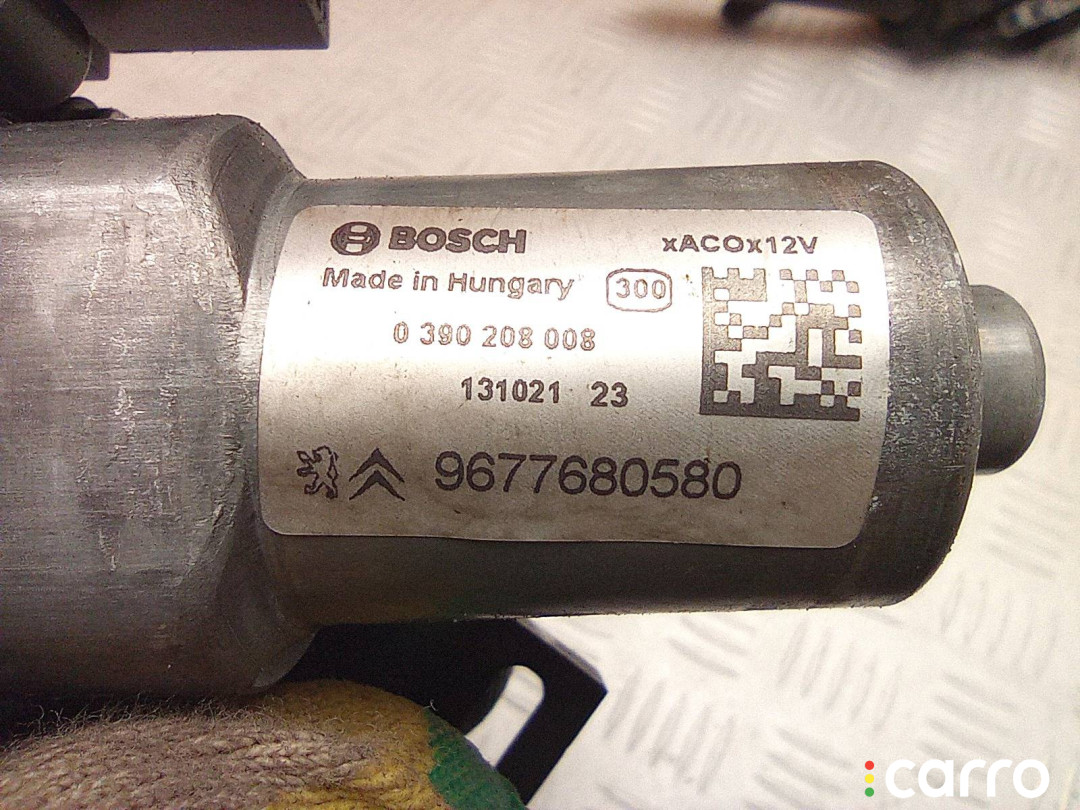 BOSCH xACOx12V
Made in Hungary 300
0 390 208 008
131021 23
9677680580
carro